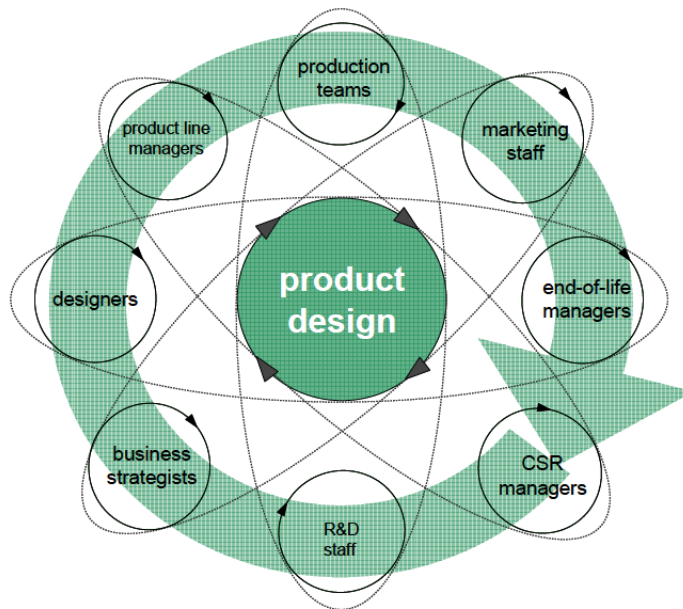 production
teams
marketing
staff
end-of-life
managers
CSR
managers
R&D
staff
business
strategists
designers
product line
managers
product
design